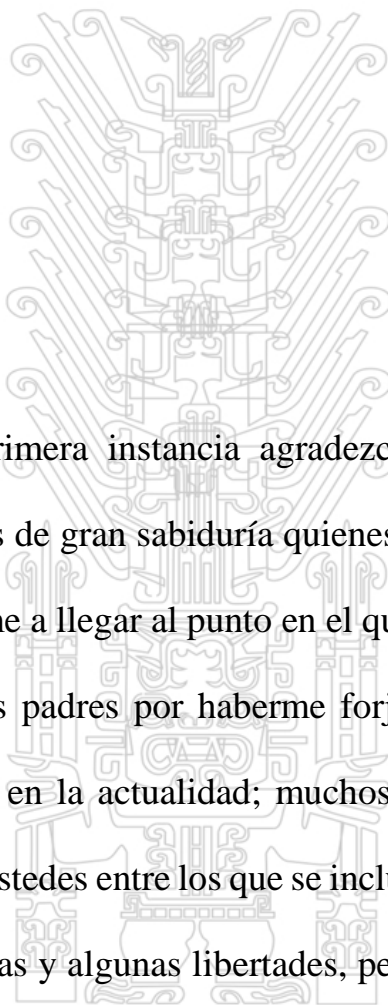 rimera instancia agradezc
s de gran sabiduría quienes
ne a llegar al punto en el qu
s padres por haberme forj
en la actualidad; muchos
stedes entre los que se inclu
as y algunas libertades, pe